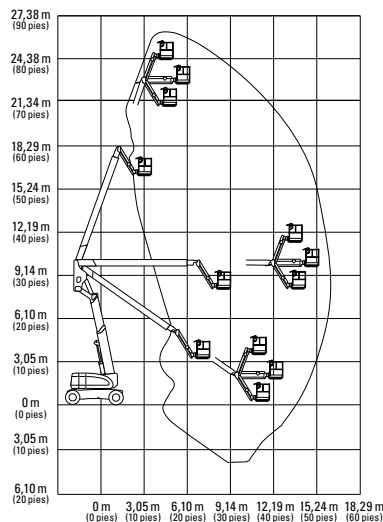 27,38 m
(90 pies)
24,38 m
(80 pies)
21,34 m
(70 pies)
18,29 m
(60 pies)
15,24 m
(50 pies)
12,19 m
(40 pies)
9,14 m
(30 pies)
6,10 m
(20 pies)
3,05 m
(10 pies)
0 m
(0 pies)
3,05 m
(10 pies)
6,10 m
(20 pies)
0 m 3,05 m 6,10 m 9,14 m 12,19 m 15,24 m 18,29 m
(0 pies) (10 pies) (20 pies) (30 pies) (40 pies) (50 pies) (60 pies)